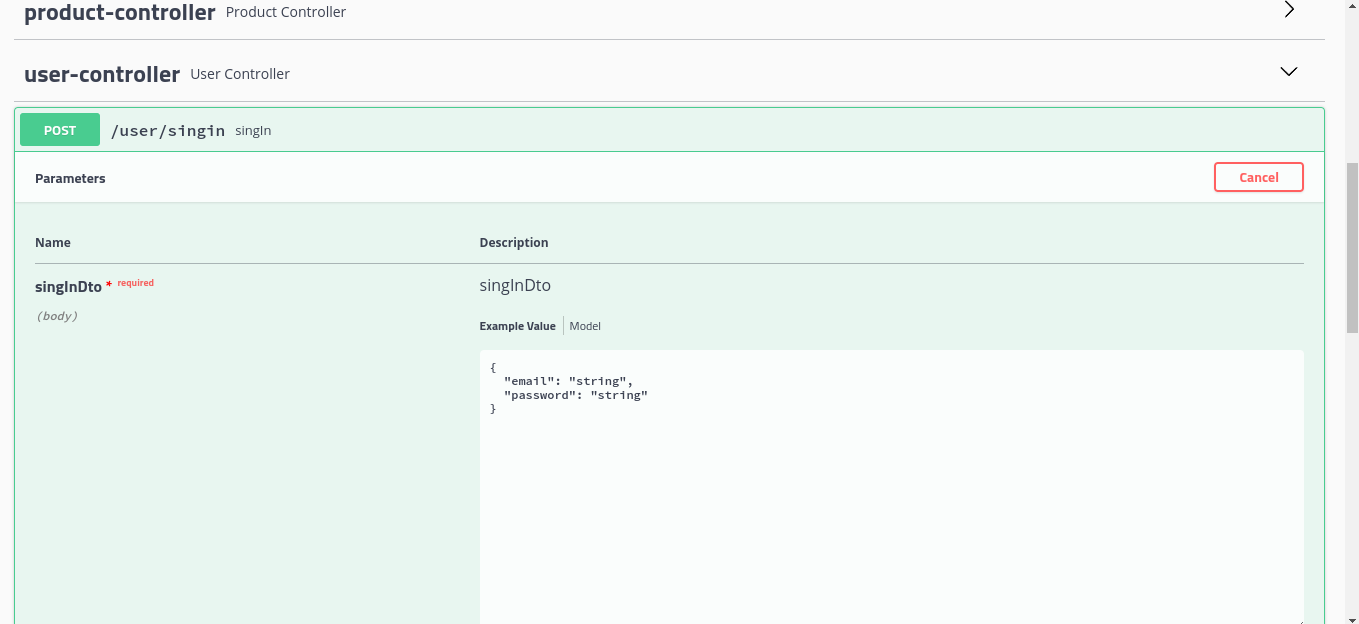 product-controller Product Controller
user-controller User Controller
POST /user/singin singIn
Parameters Cancel
Name Description
singInDto * required singInDto
(body)
Example Value Model
{
"email": "string",
"password": "string"
}